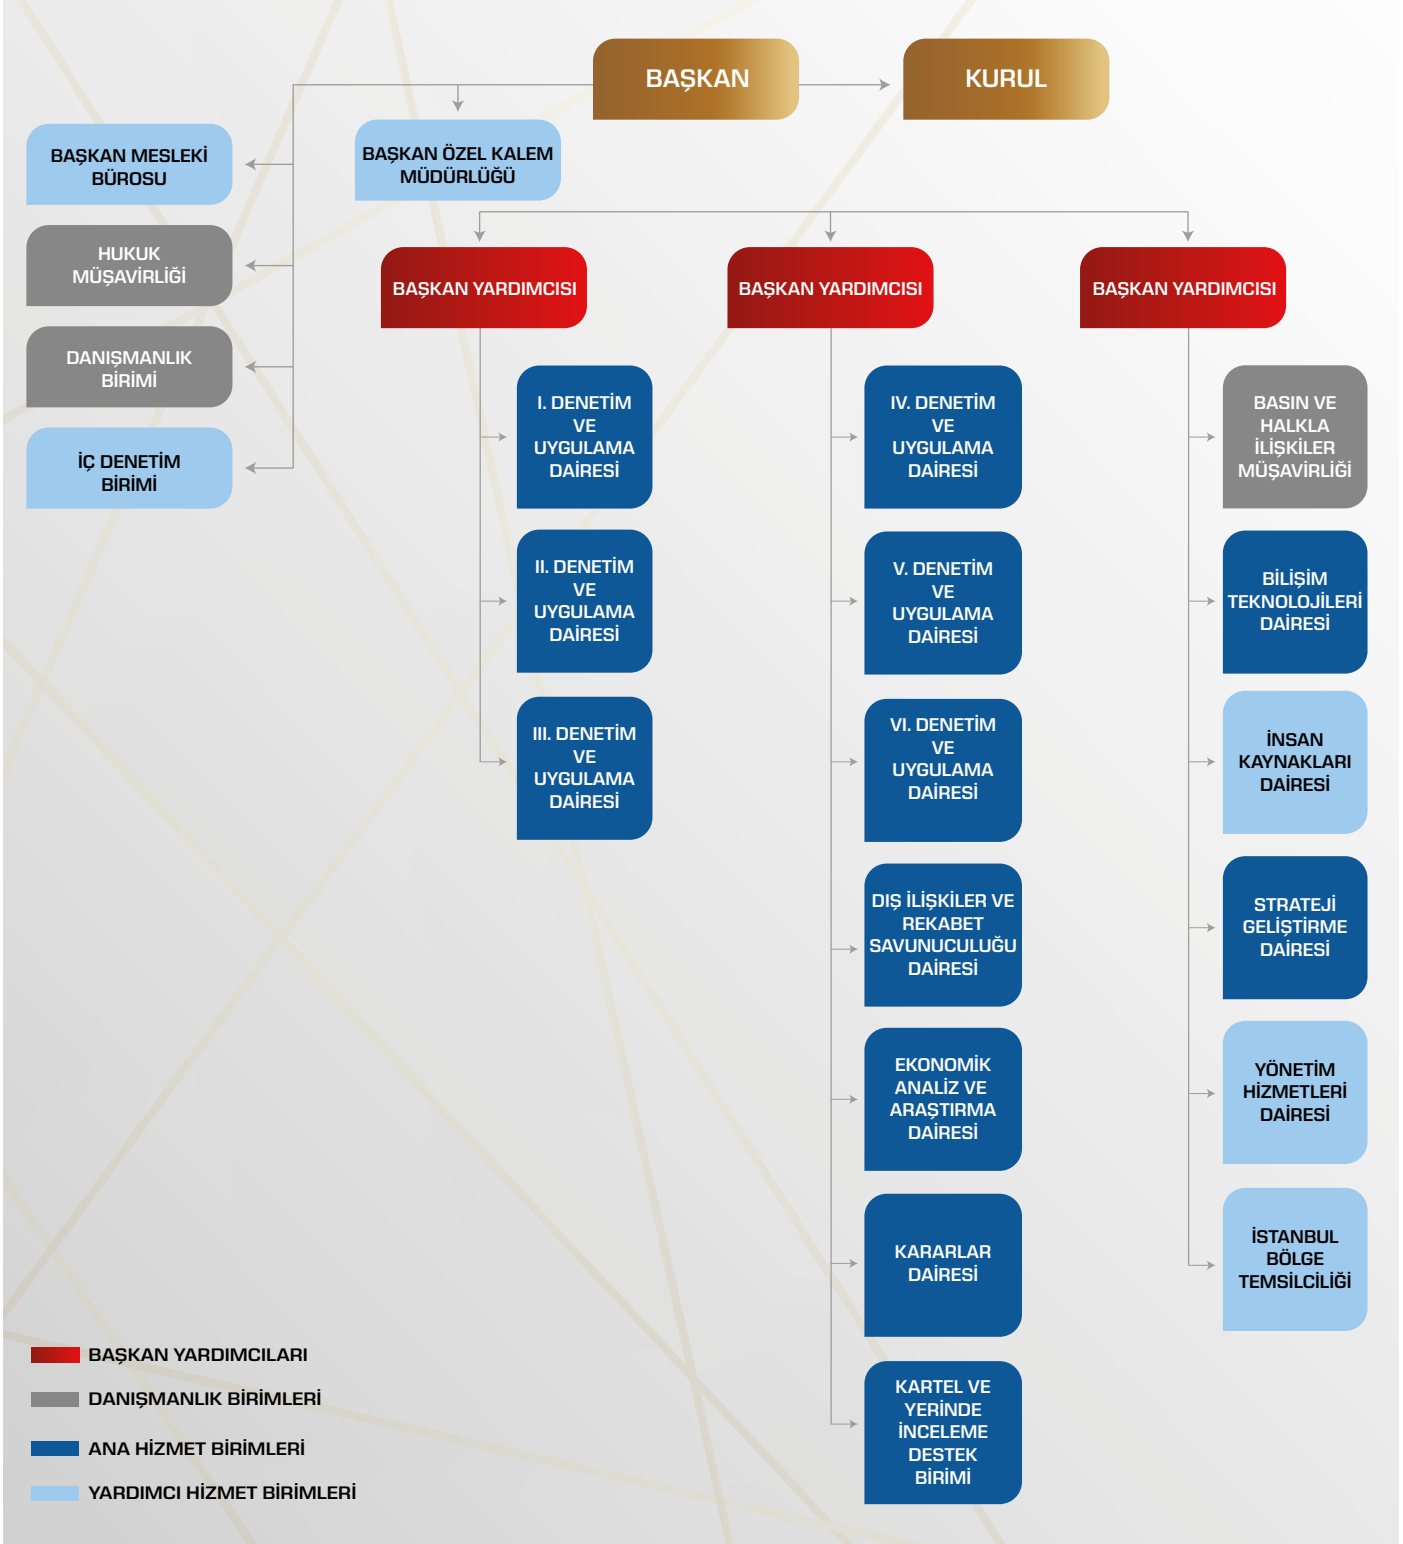 BAŞKAN
KURUL
BAŞKAN MESLEKİ
BÜROSU
BAŞKAN ÖZEL KALEM
MÜDÜRLÜĞÜ
HUKUK
MÜŞAVİRLİĞİ
DANIŞMANLIK
BİRİMİ
İÇ DENETİM
BİRİMİ
BAŞKAN YARDIMCISI
I. DENETİM
VE
UYGULAMA
DAİRESİ
II. DENETİM
VE
UYGULAMA
DAİRESİ
III. DENETİM
VE
UYGULAMA
DAİRESİ
BAŞKAN YARDIMCISI
IV. DENETİM
VE
UYGULAMA
DAİRESİ
V. DENETİM
VE
UYGULAMA
DAİRESİ
VI. DENETİM
VE
UYGULAMA
DAİRESİ
DIŞ İLİŞKİLER VE
REKABET
SAVUNUCULUĞU
DAİRESİ
EKONOMİK
ANALİZ VE
ARAŞTIRMA
DAİRESİ
KARARLAR
DAİRESİ
KARTEL VE
YERİNDE
İNCELEME
DESTEK
BİRİMİ
BAŞKAN YARDIMCISI
BASIN VE
HALKLA
İLİŞKİLER
MÜŞAVİRLİĞİ
BİLİŞİM
TEKNOLOJİLERİ
DAİRESİ
İNSAN
KAYNAKLARI
DAİRESİ
STRATEJİ
GELİŞTİRME
DAİRESİ
YÖNETİM
HİZMETLERİ
DAİRESİ
İSTANBUL
BÖLGE
TEMSİLCİLİĞİ
BAŞKAN YARDIMCILARI
DANIŞMANLIK BİRİMLERİ
ANA HİZMET BİRİMLERİ
YARDIMCI HİZMET BİRİMLERİ